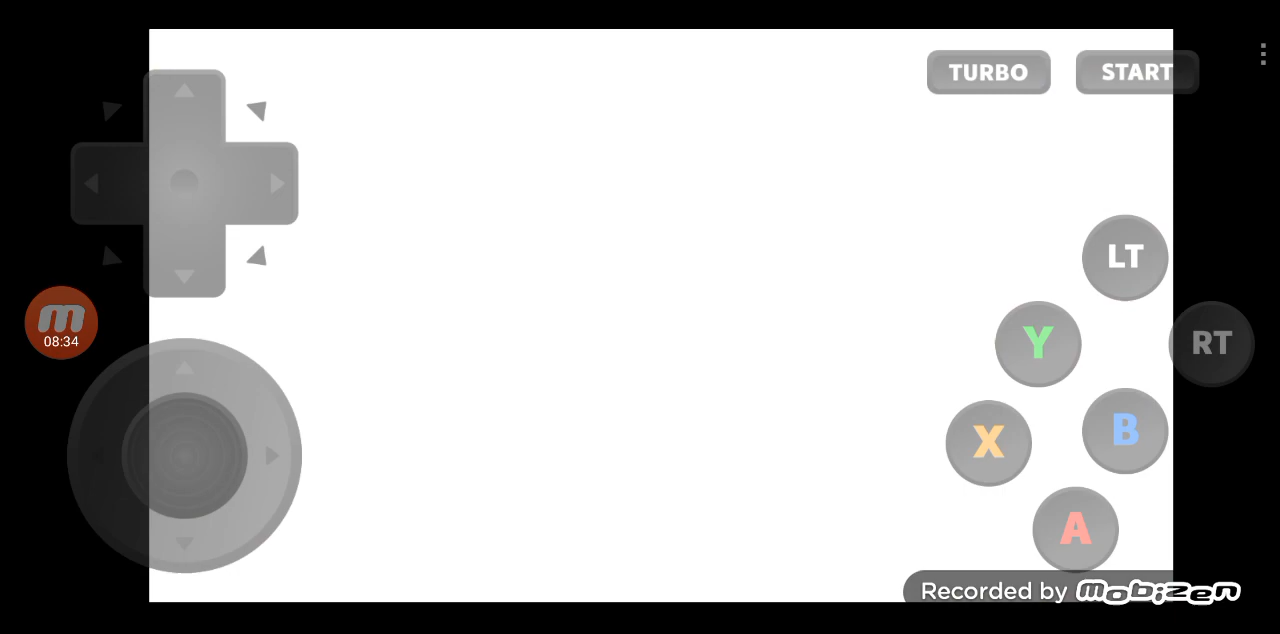 TURBO START
LT
m
08:34
Y RT
X B
A
Recorded by mobizen